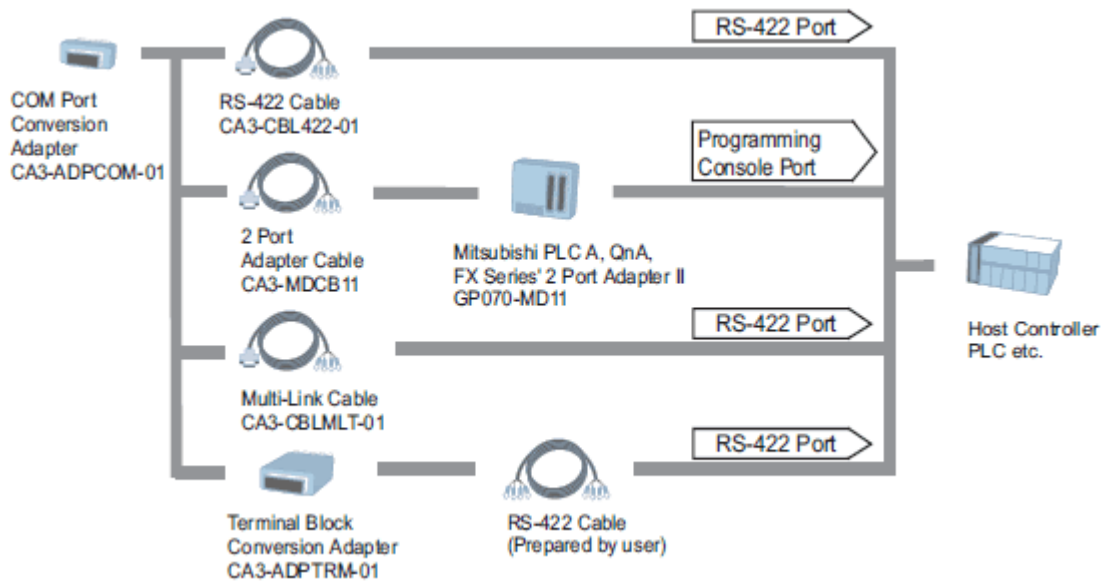 RS-422 Port
COM Port
Conversion
Adapter
CA3-ADPCOM-01
RS-422 Cable
CA3-CBL422-01
Programming
Console Port
2 Port
Adapter Cable
CA3-MDCB11
Mitsubishi PLC A, QnA,
FX Series' 2 Port Adapter II
GP070-MD11
RS-422 Port
Host Controller
PLC etc.
Multi-Link Cable
CA3-CBLMLT-01
RS-422 Port
Terminal Block
Conversion Adapter
CA3-ADPTRM-01
RS-422 Cable
(Prepared by user)